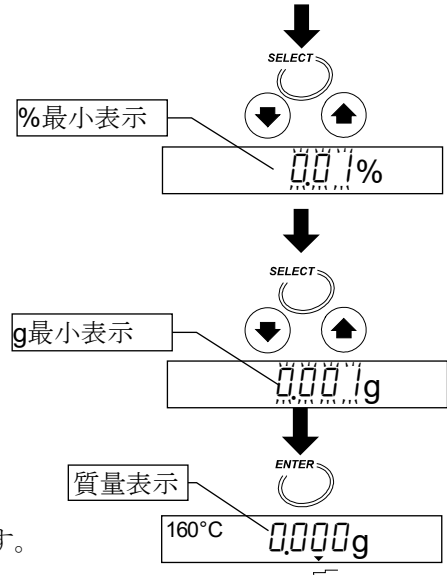 SELECT
%最小表示
0.01%
SELECT
g最小表示
0.001g
ENTER
質量表示
160°C 0.000g
す。